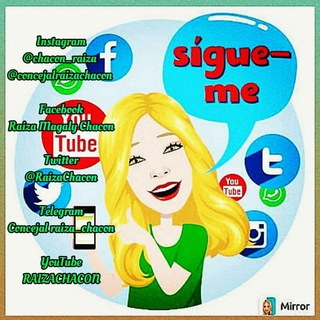 Instagram
@chacon_raiza
@concejalraizachacon
Facebook
Raiza Magaly Chacon
Twitter
@RaizaChacon
Telegram
Concejal raiza_chacon
YouTube
RAIZACHACON
sígue-
me
You
Tube
You
Tube
Mirror